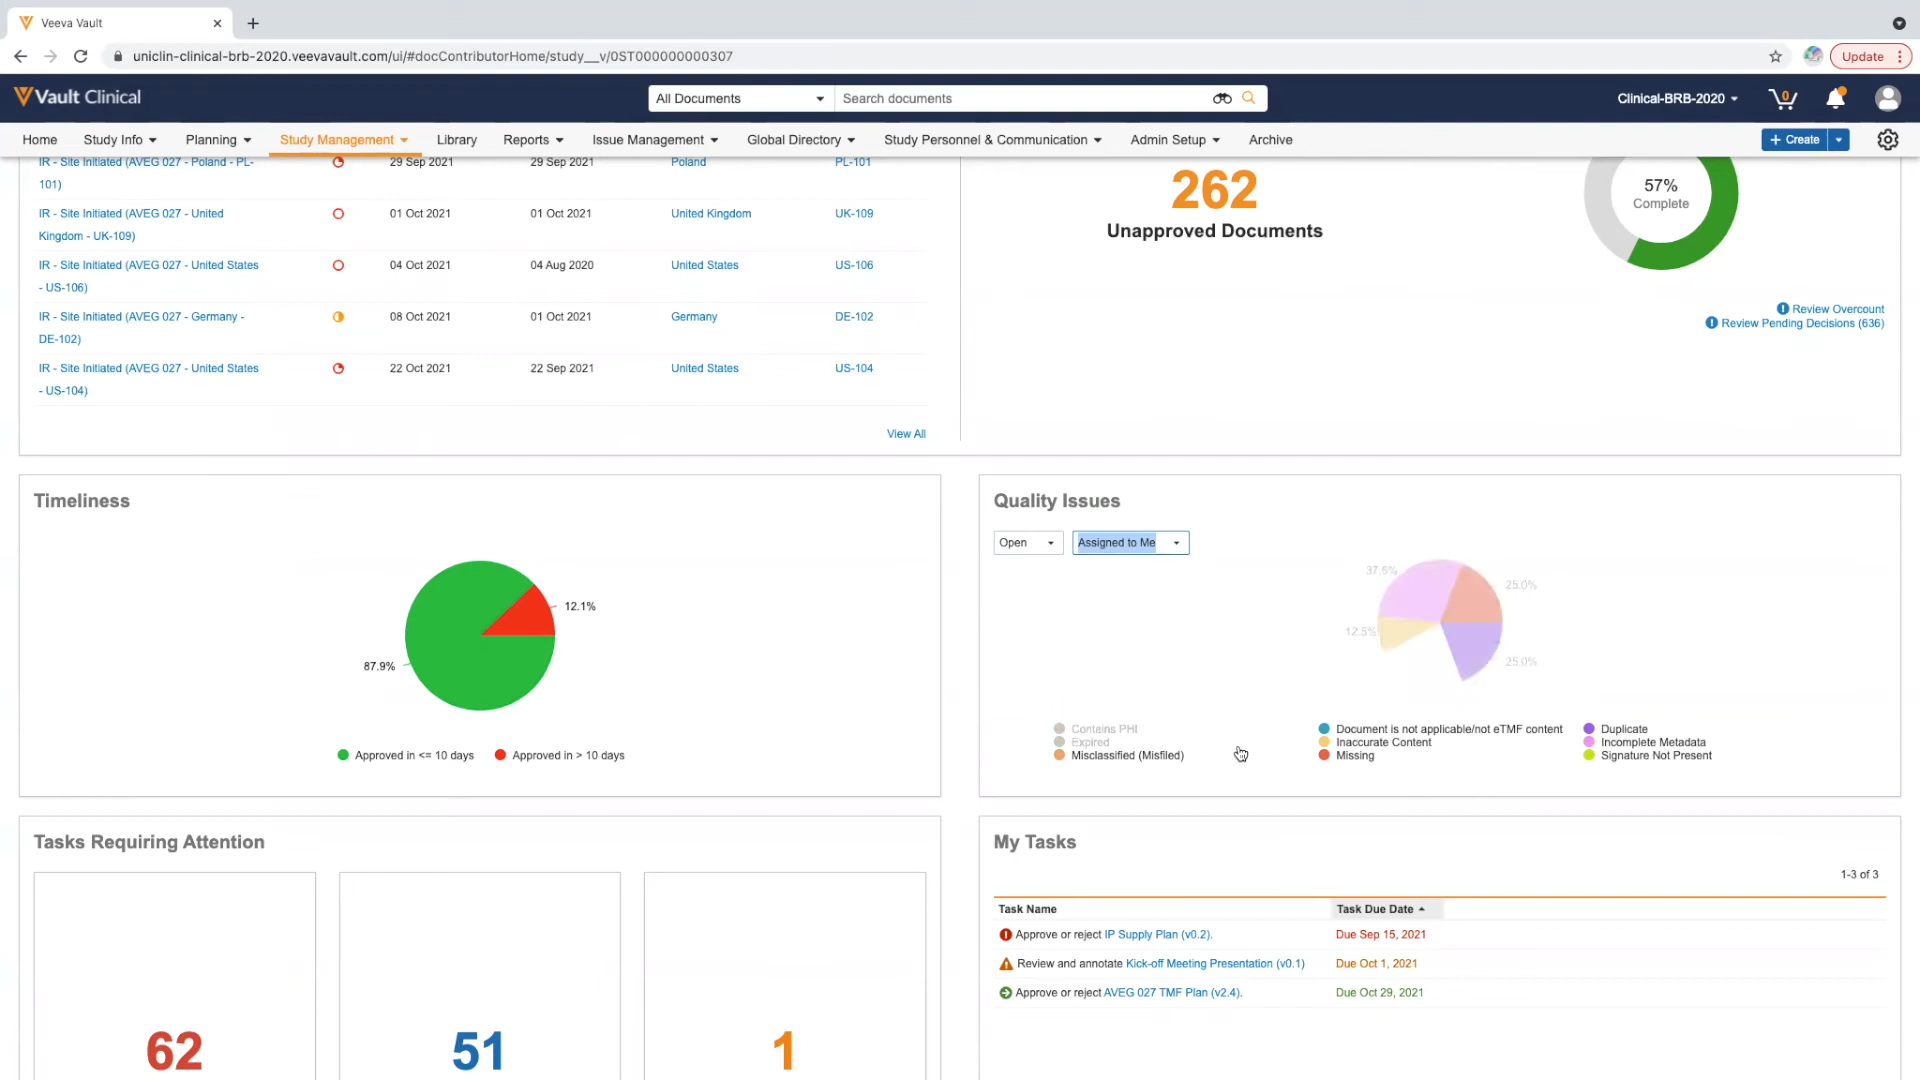 Veeva Vault
uniclin-clinical-brb-2020.veevavault.com/ui/#docContributorHome/study__v/0ST000000000307
Update
Vault Clinical
All Documents
Search documents
Clinical-BRB-2020
0
Home
Study Info
Planning
Study Management
Library
Reports
Issue Management
Global Directory
Study Personnel & Communication
Admin Setup
Archive
+ Create
IR - Site Initiated (AVEG 027 - Poland - PL-
101)
29 Sep 2021
29 Sep 2021
Poland
PL-101
IR - Site Initiated (AVEG 027 - United
Kingdom - UK-109)
01 Oct 2021
01 Oct 2021
United Kingdom
UK-109
IR - Site Initiated (AVEG 027 - United States
- US-106)
04 Oct 2021
04 Aug 2020
United States
US-106
IR - Site Initiated (AVEG 027 - Germany -
DE-102)
08 Oct 2021
01 Oct 2021
Germany
DE-102
IR - Site Initiated (AVEG 027 - United States
- US-104)
22 Oct 2021
22 Sep 2021
United States
US-104
View All
262
Unapproved Documents
57%
Complete
Review Overcount
Review Pending Decisions (636)
Timeliness
12.1%
87.9%
Approved in <= 10 days
Approved in > 10 days
Quality Issues
Open
Assigned to Me
37.5%
25.0%
12.5%
25.0%
Contains PHI
Document is not applicable/not eTMF content
Duplicate
Expired
Inaccurate Content
Incomplete Metadata
Misclassified (Misfiled)
Missing
Signature Not Present
Tasks Requiring Attention
62
51
1
My Tasks
1-3 of 3
Task Name
Task Due Date
Approve or reject IP Supply Plan (v0.2).
Due Sep 15, 2021
Review and annotate Kick-off Meeting Presentation (v0.1)
Due Oct 1, 2021
Approve or reject AVEG 027 TMF Plan (v2.4).
Due Oct 29, 2021